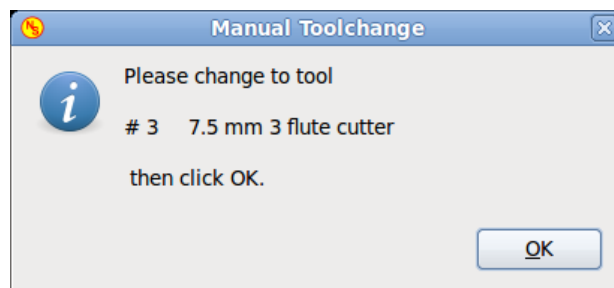 Manual Toolchange
Please change to tool
# 3 7.5 mm 3 flute cutter
then click OK.
OK